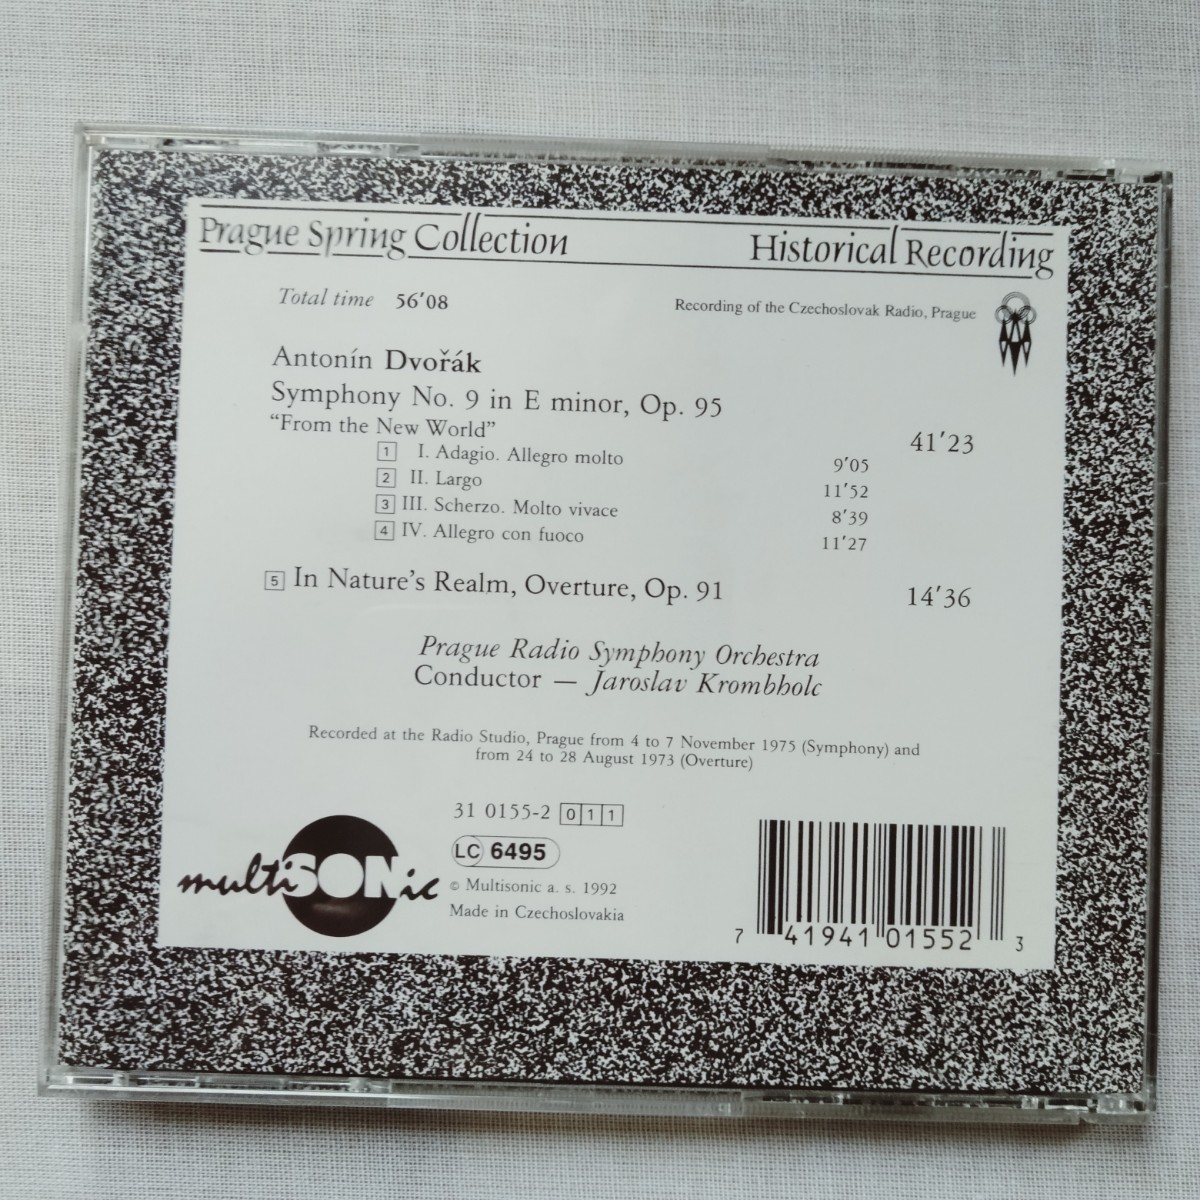 Prague Spring Collection Historical Recording
Total time 56'08 Recording of the Czechoslovak Radio, Prague
Antonín Dvořák
Symphony No. 9 in E minor, Op. 95
“From the New World” 41'23
1 I. Adagio. Allegro molto 9'05
2 II. Largo 11'52
3 III. Scherzo. Molto vivace 8'39
4 IV. Allegro con fuoco 11'27
5 In Nature's Realm, Overture, Op. 91 14'36
Prague Radio Symphony Orchestra
Conductor — Jaroslav Krombholc
Recorded at the Radio Studio, Prague from 4 to 7 November 1975 (Symphony) and
from 24 to 28 August 1973 (Overture)
31 0155-2 011
LC 6495
multiSONic
© Multisonic a. s. 1992
Made in Czechoslovakia
7 41941 01552 3